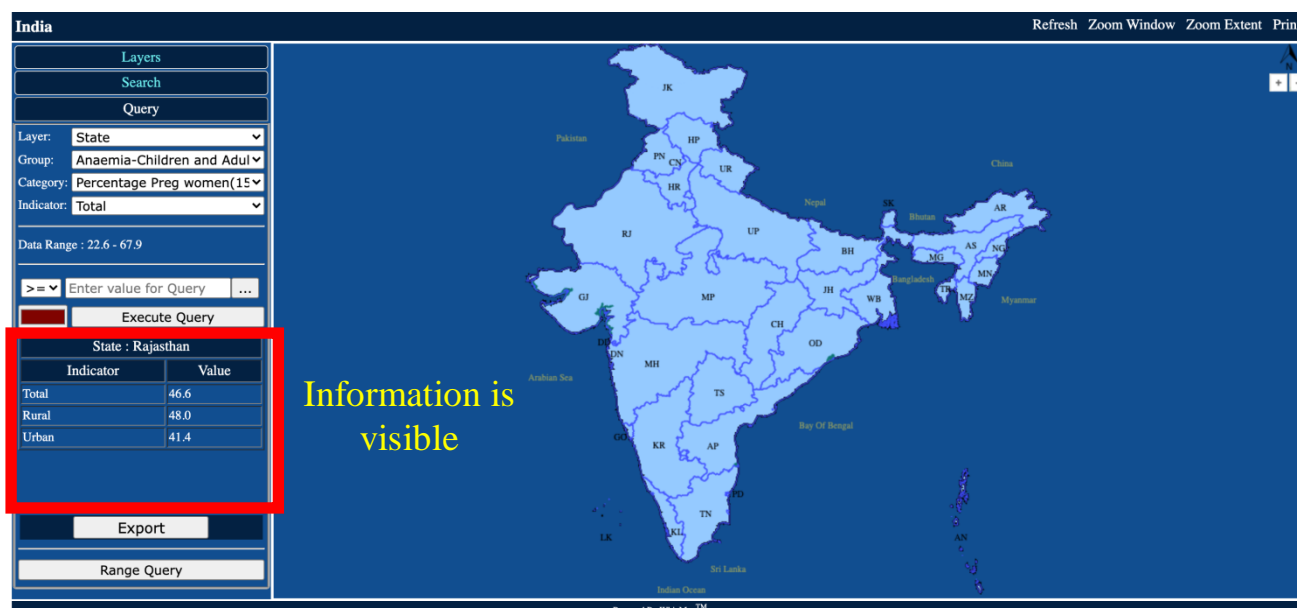 India
Refresh Zoom Window Zoom Extent Prin
Layers
Search
Query
Layer: State
Group: Anaemia-Children and Adul
Category: Percentage Preg women(15
Indicator: Total
Data Range : 22.6 - 67.9
>= Enter value for Query ...
Execute Query
State : Rajasthan
Indicator Value
Total 46.6
Rural 48.0
Urban 41.4
Export
Range Query
Information is
visible
N
+
JK
Pakistan
HP
PN
CN
UR
China
HR
Nepal
SK
Bhutan
AR
RJ
UP
BH
AS
NG
MG
MN
Bangladesh
GJ
MP
JH
WB
TR
MZ
Myanmar
CH
OD
DD
DN
MH
Arabian Sea
TS
Bay Of Bengal
GO
KR
AP
PD
TN
LK
KL
AN
Sri Lanka
Indian Ocean